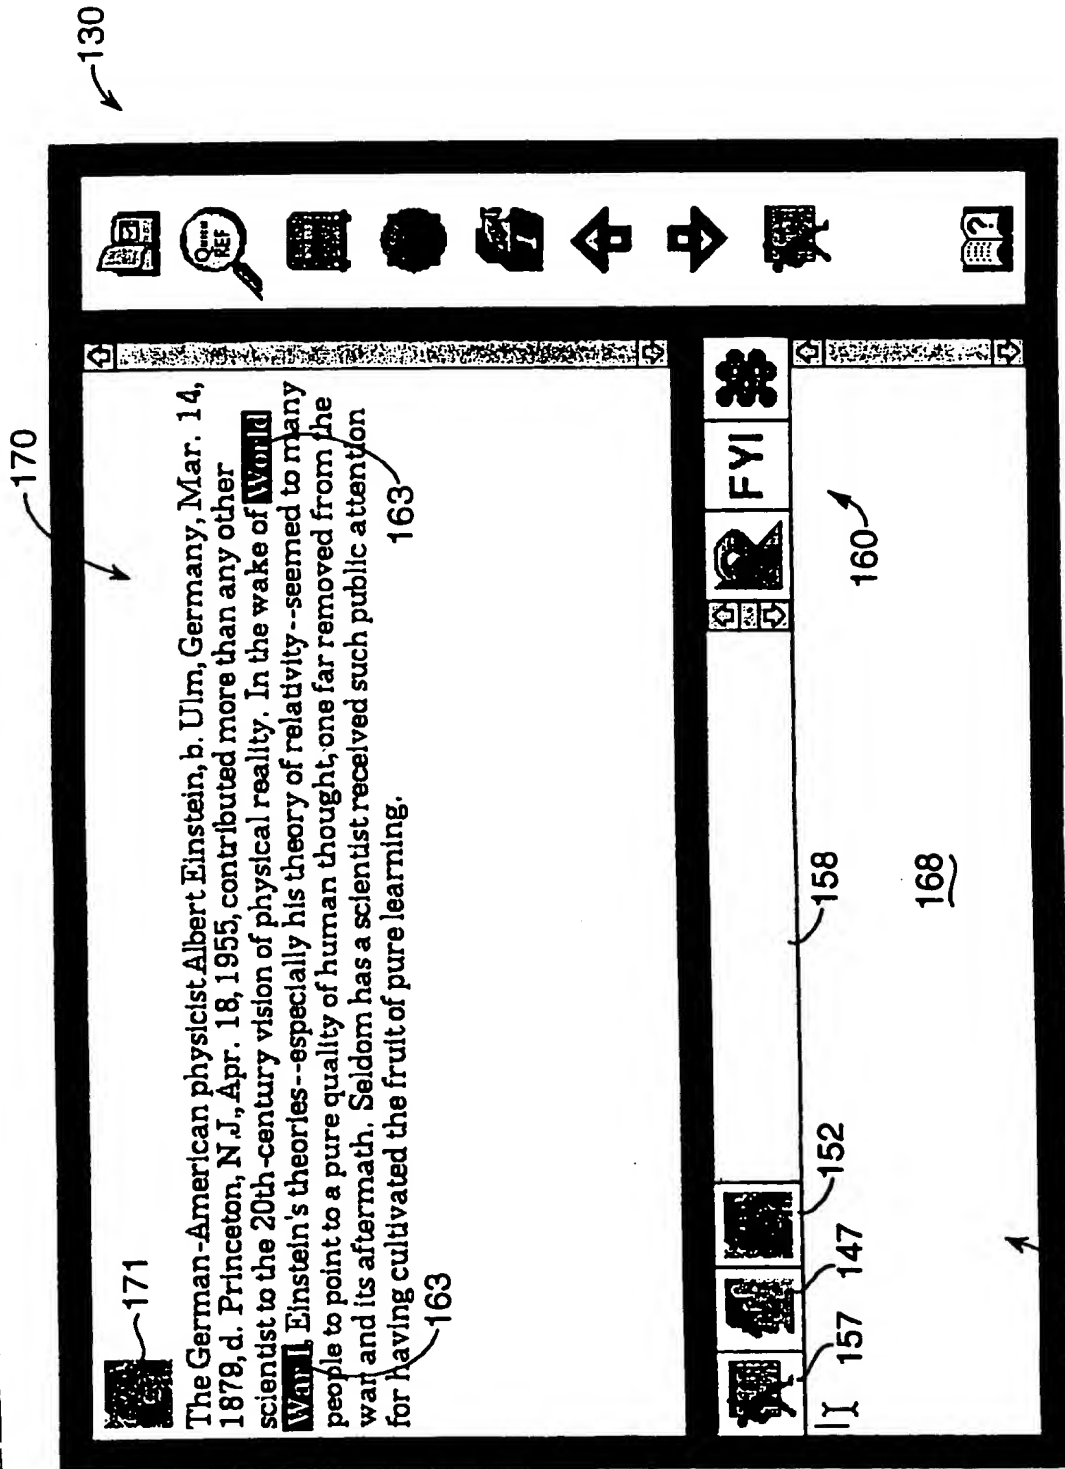 130
170
171
The German-American physicist Albert Einstein, b. Ulm, Germany, Mar. 14,
1879, d. Princeton, N.J., Apr. 18, 1955, contributed more than any other
scientist to the 20th-century vision of physical reality. In the wake of World
War I, Einstein's theories--especially his theory of relativity--seemed to many
people to point to a pure quality of human thought, one far removed from the
war and its aftermath. Seldom has a scientist received such public attention
for having cultivated the fruit of pure learning.
163
163
QUICK
REF
?
FYI
157
147
152
158
160
168